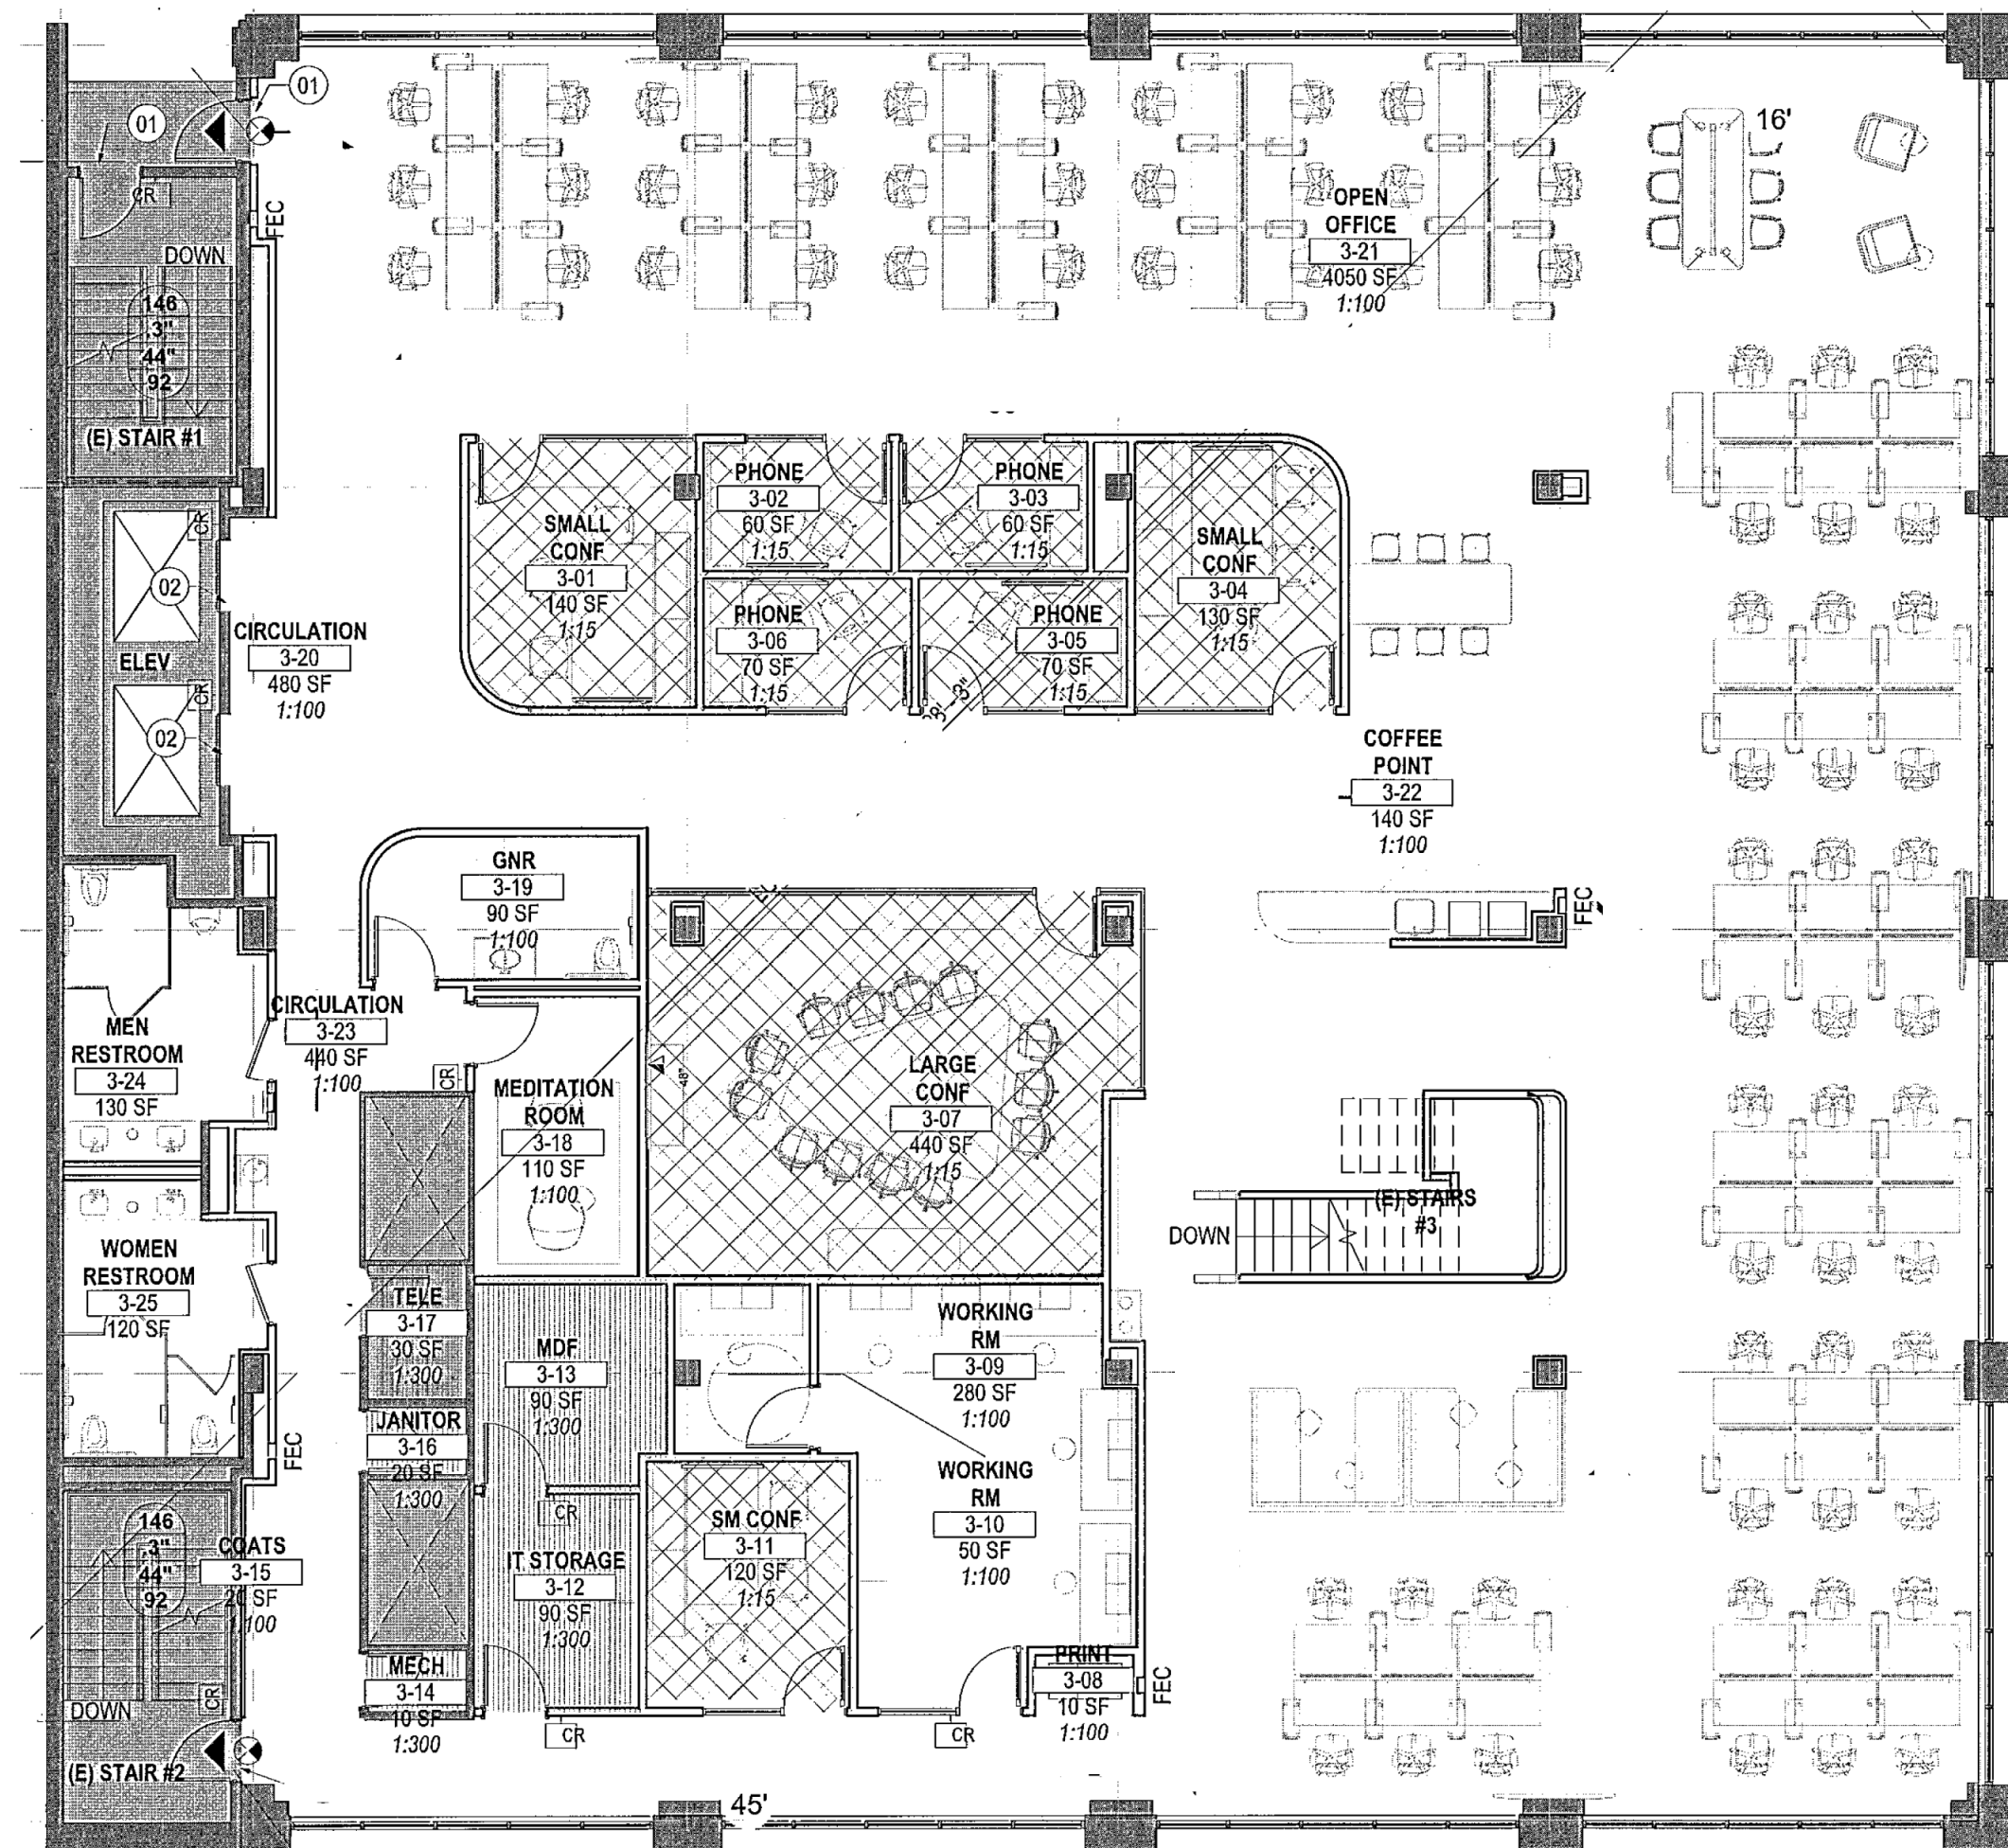 01
01
CR
FEC
DOWN
146
.3"
44"
92
(E) STAIR #1
16'
OPEN
OFFICE
3-21
4050 SF
1:100
SMALL
CONF
3-01
140 SF
1:15
PHONE
3-02
60 SF
1:15
PHONE
3-03
60 SF
1:15
SMALL
CONF
3-04
130 SF
1:15
PHONE
3-06
70 SF
1:15
PHONE
3-05
70 SF
1:15
CR
02
ELEV
CR
02
CIRCULATION
3-20
480 SF
1:100
COFFEE
POINT
3-22
140 SF
1:100
FEC
GNR
3-19
90 SF
1:100
CIRCULATION
3-23
440 SF
1:100
CR
MEN
RESTROOM
3-24
130 SF
MEDITATION
ROOM
3-18
110 SF
1:100
48"
LARGE
CONF
3-07
440 SF
1:15
(E) STAIRS
#3
DOWN
WOMEN
RESTROOM
3-25
120 SF
TELE
3-17
30 SF
1:300
MDF
3-13
90 SF
1:300
WORKING
RM
3-09
280 SF
1:100
JANITOR
3-16
20 SF
1:300
FEC
CR
WORKING
RM
3-10
50 SF
1:100
SM CONF
3-11
120 SF
1:15
IT STORAGE
3-12
90 SF
1:300
146
.3"
44"
92
COATS
3-15
20 SF
1:100
MECH
3-14
10 SF
1:300
PRINT
3-08
10 SF
1:100
FEC
CR
CR
CR
DOWN
(E) STAIR #2
45'